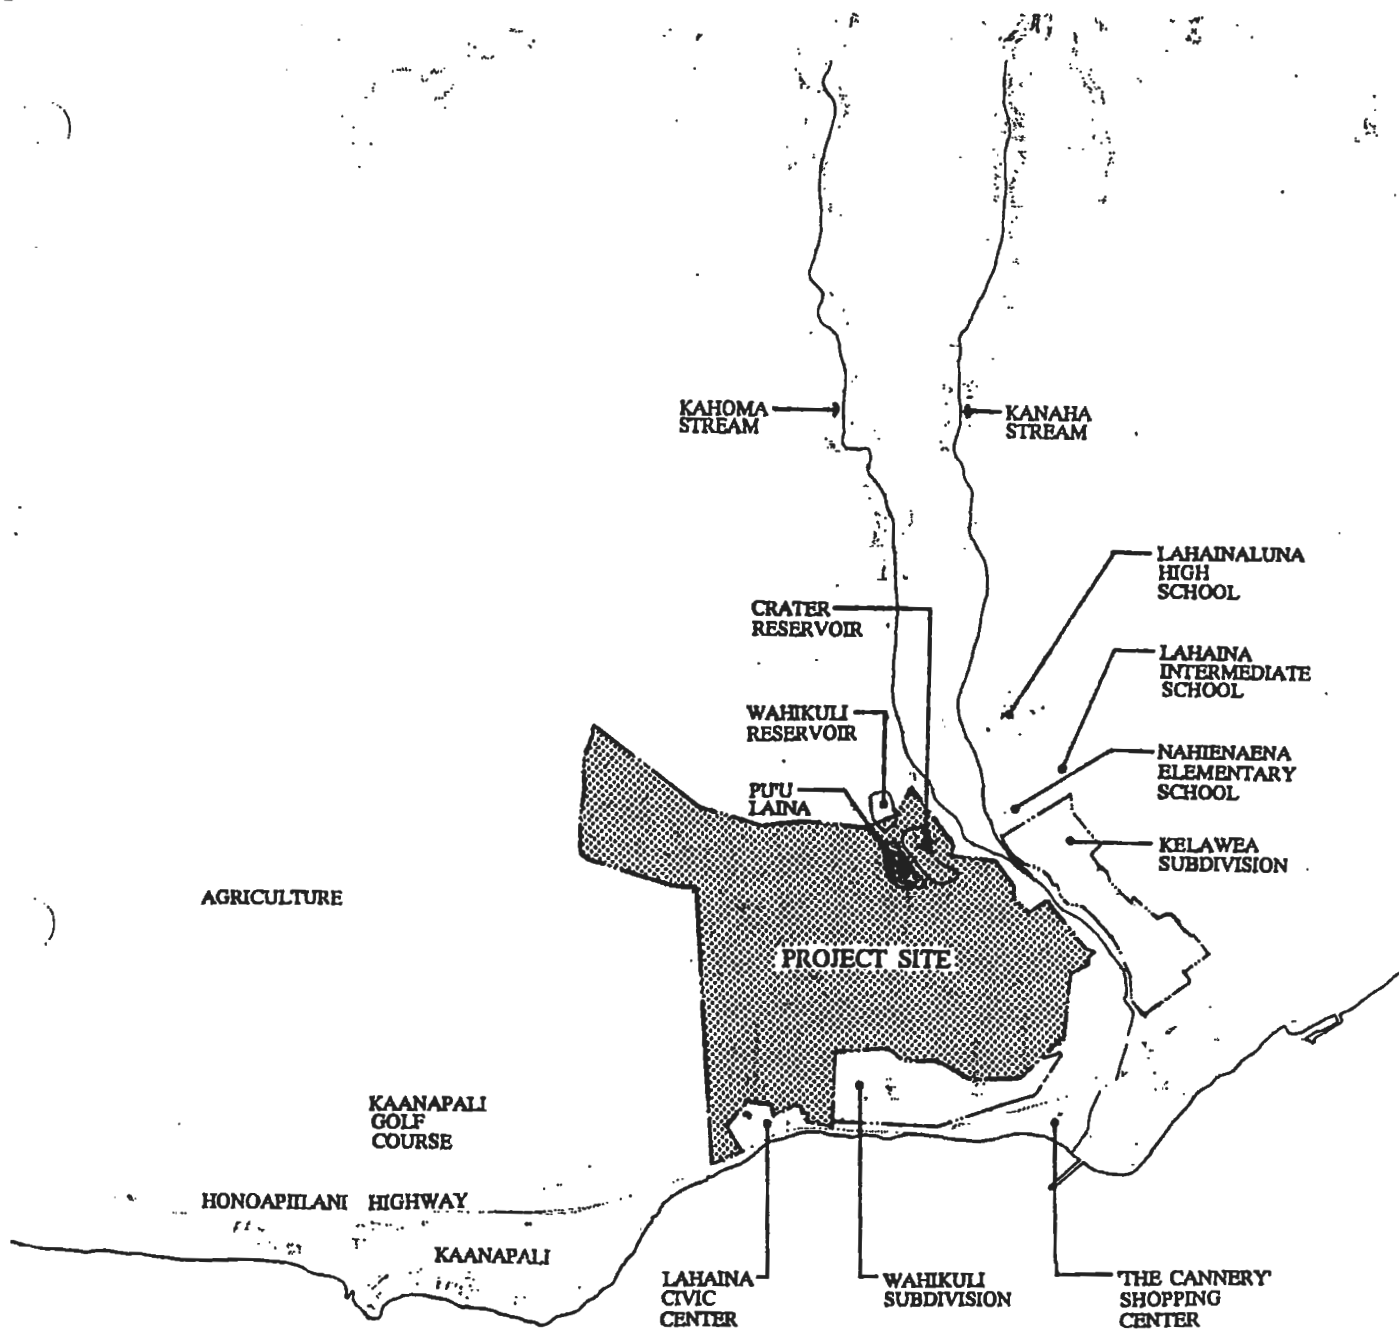 KAHOMA
STREAM
KANAHA
STREAM
LAHAINALUNA
HIGH
SCHOOL
CRATER
RESERVOIR
LAHAINA
INTERMEDIATE
SCHOOL
WAHIKULI
RESERVOIR
NAHIENAENA
ELEMENTARY
SCHOOL
PU'U
LAINA
KELAWEA
SUBDIVISION
AGRICULTURE
PROJECT SITE
KAANAPALI
GOLF
COURSE
HONOAPIILANI HIGHWAY
KAANAPALI
LAHAINA
CIVIC
CENTER
WAHIKULI
SUBDIVISION
'THE CANNERY'
SHOPPING
CENTER